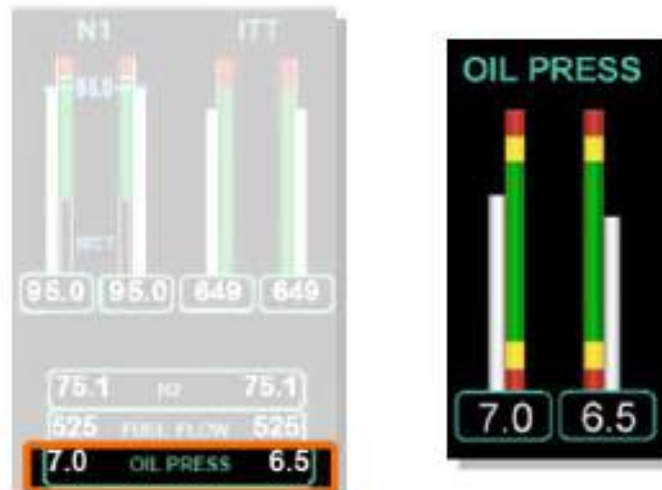 N1 ITT
95.0
MCT
95.0 95.0 649 649
75.1 N2 75.1
525 FUEL FLOW 525
7.0 OIL PRESS 6.5
OIL PRESS
7.0 6.5